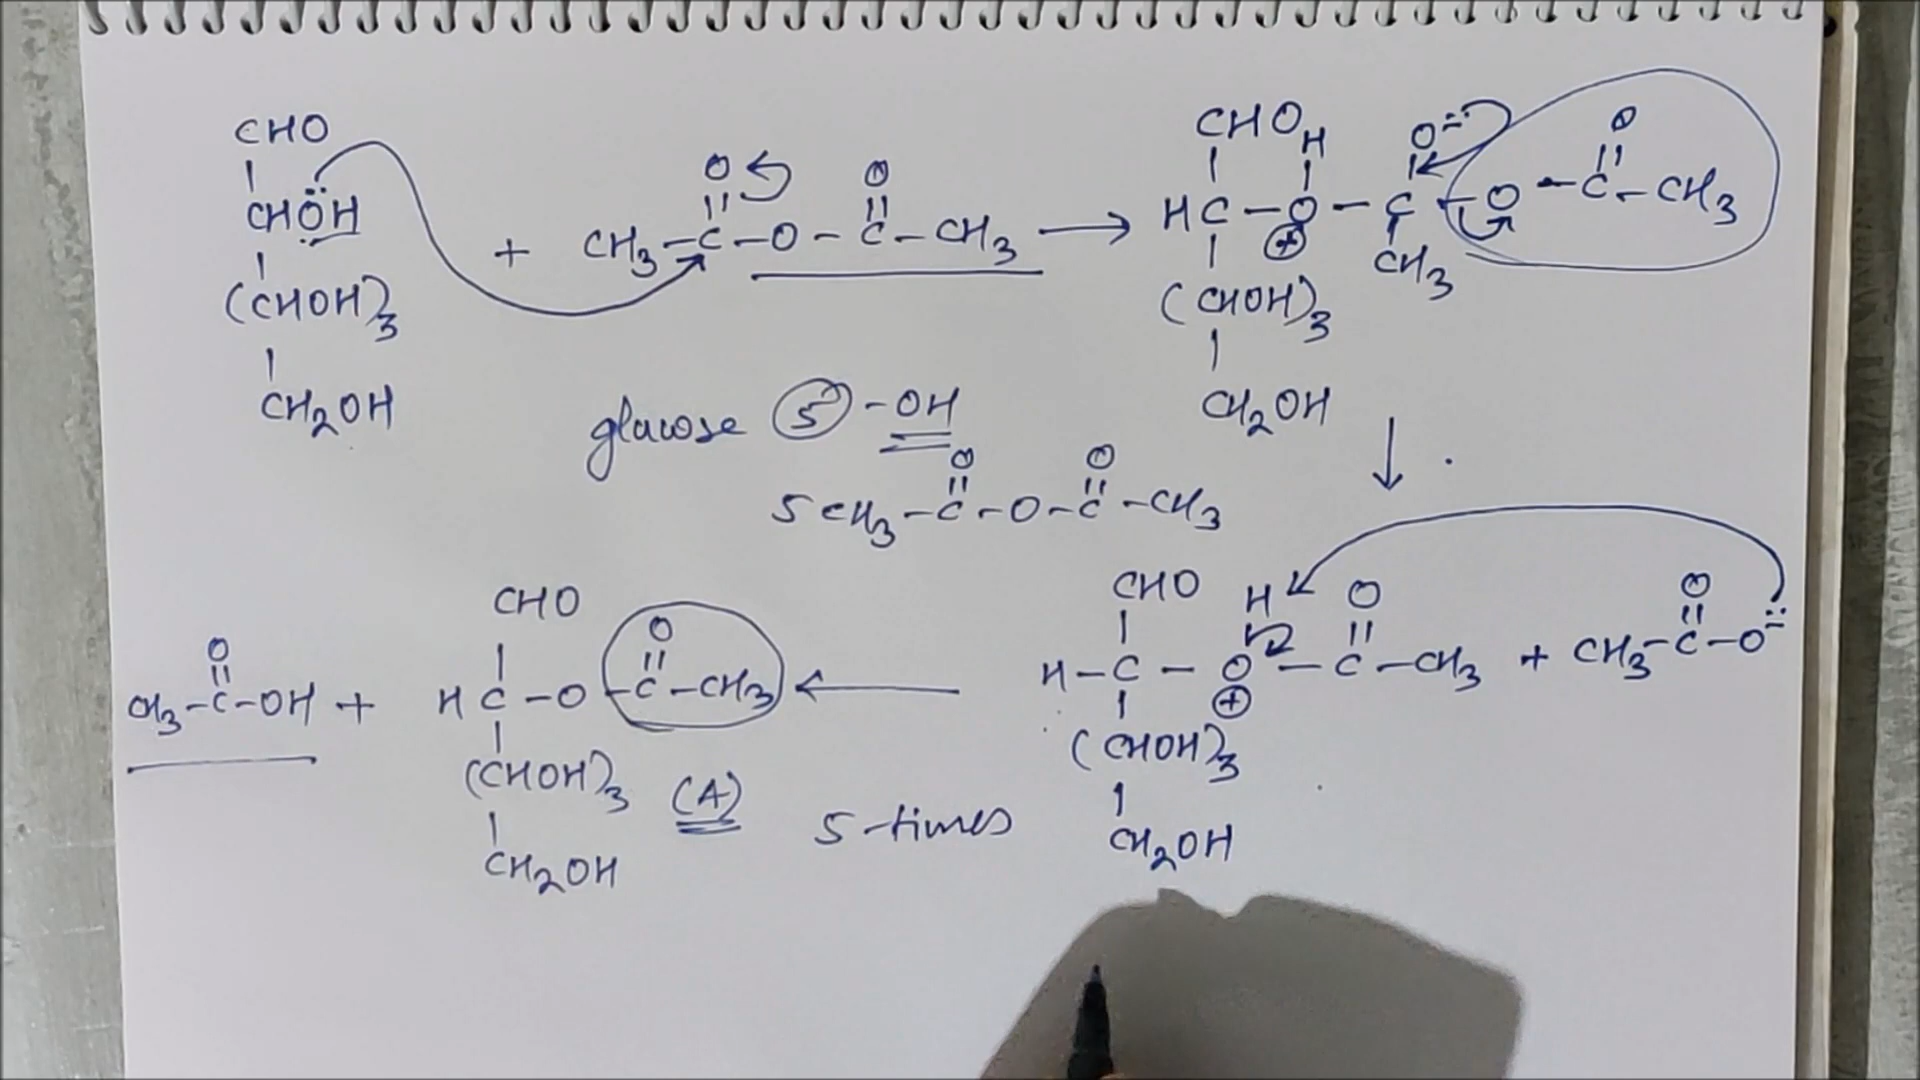 CHO
CHÖH
(CHOH)3
CH2OH
+
O O
CH3-C-O-C-CH3
CHO H O= O
HC-O-C-O-C-CH3
⊕ CH3
(CHOH)3
CH2OH
glucose 5 -OH
O O
5 CH3-C-O-C-CH3
CHO H O O
H-C-O-C-CH3 + CH3-C-O:-
⊕
(CHOH)3
CH2OH
CHO
O O
CH3-C-OH + HC-O-C-CH3
(CHOH)3 (A) 5-times
CH2OH